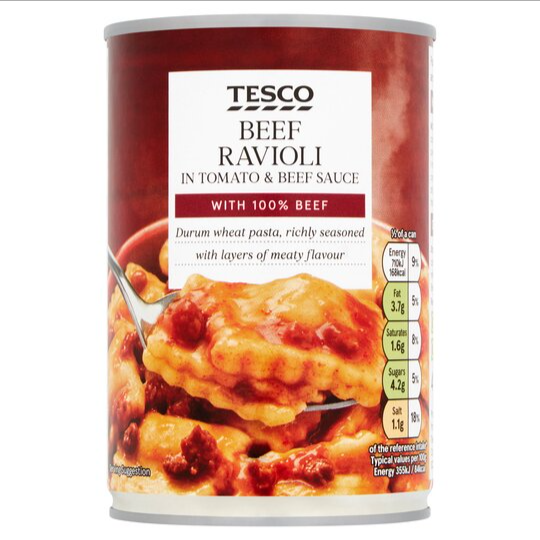 TESCO
BEEF
RAVIOLI
IN TOMATO & BEEF SAUCE
WITH 100% BEEF
Durum wheat pasta, richly seasoned
with layers of meaty flavour
½ of a can
Energy
710kJ
168kcal
9%
Fat
3.7g
5%
Saturates
1.6g
8%
Sugars
4.2g
5%
Salt
1.1g
18%
of the reference
Typical values per 100g
Energy 355kJ / 84kcal
Serving Suggestion